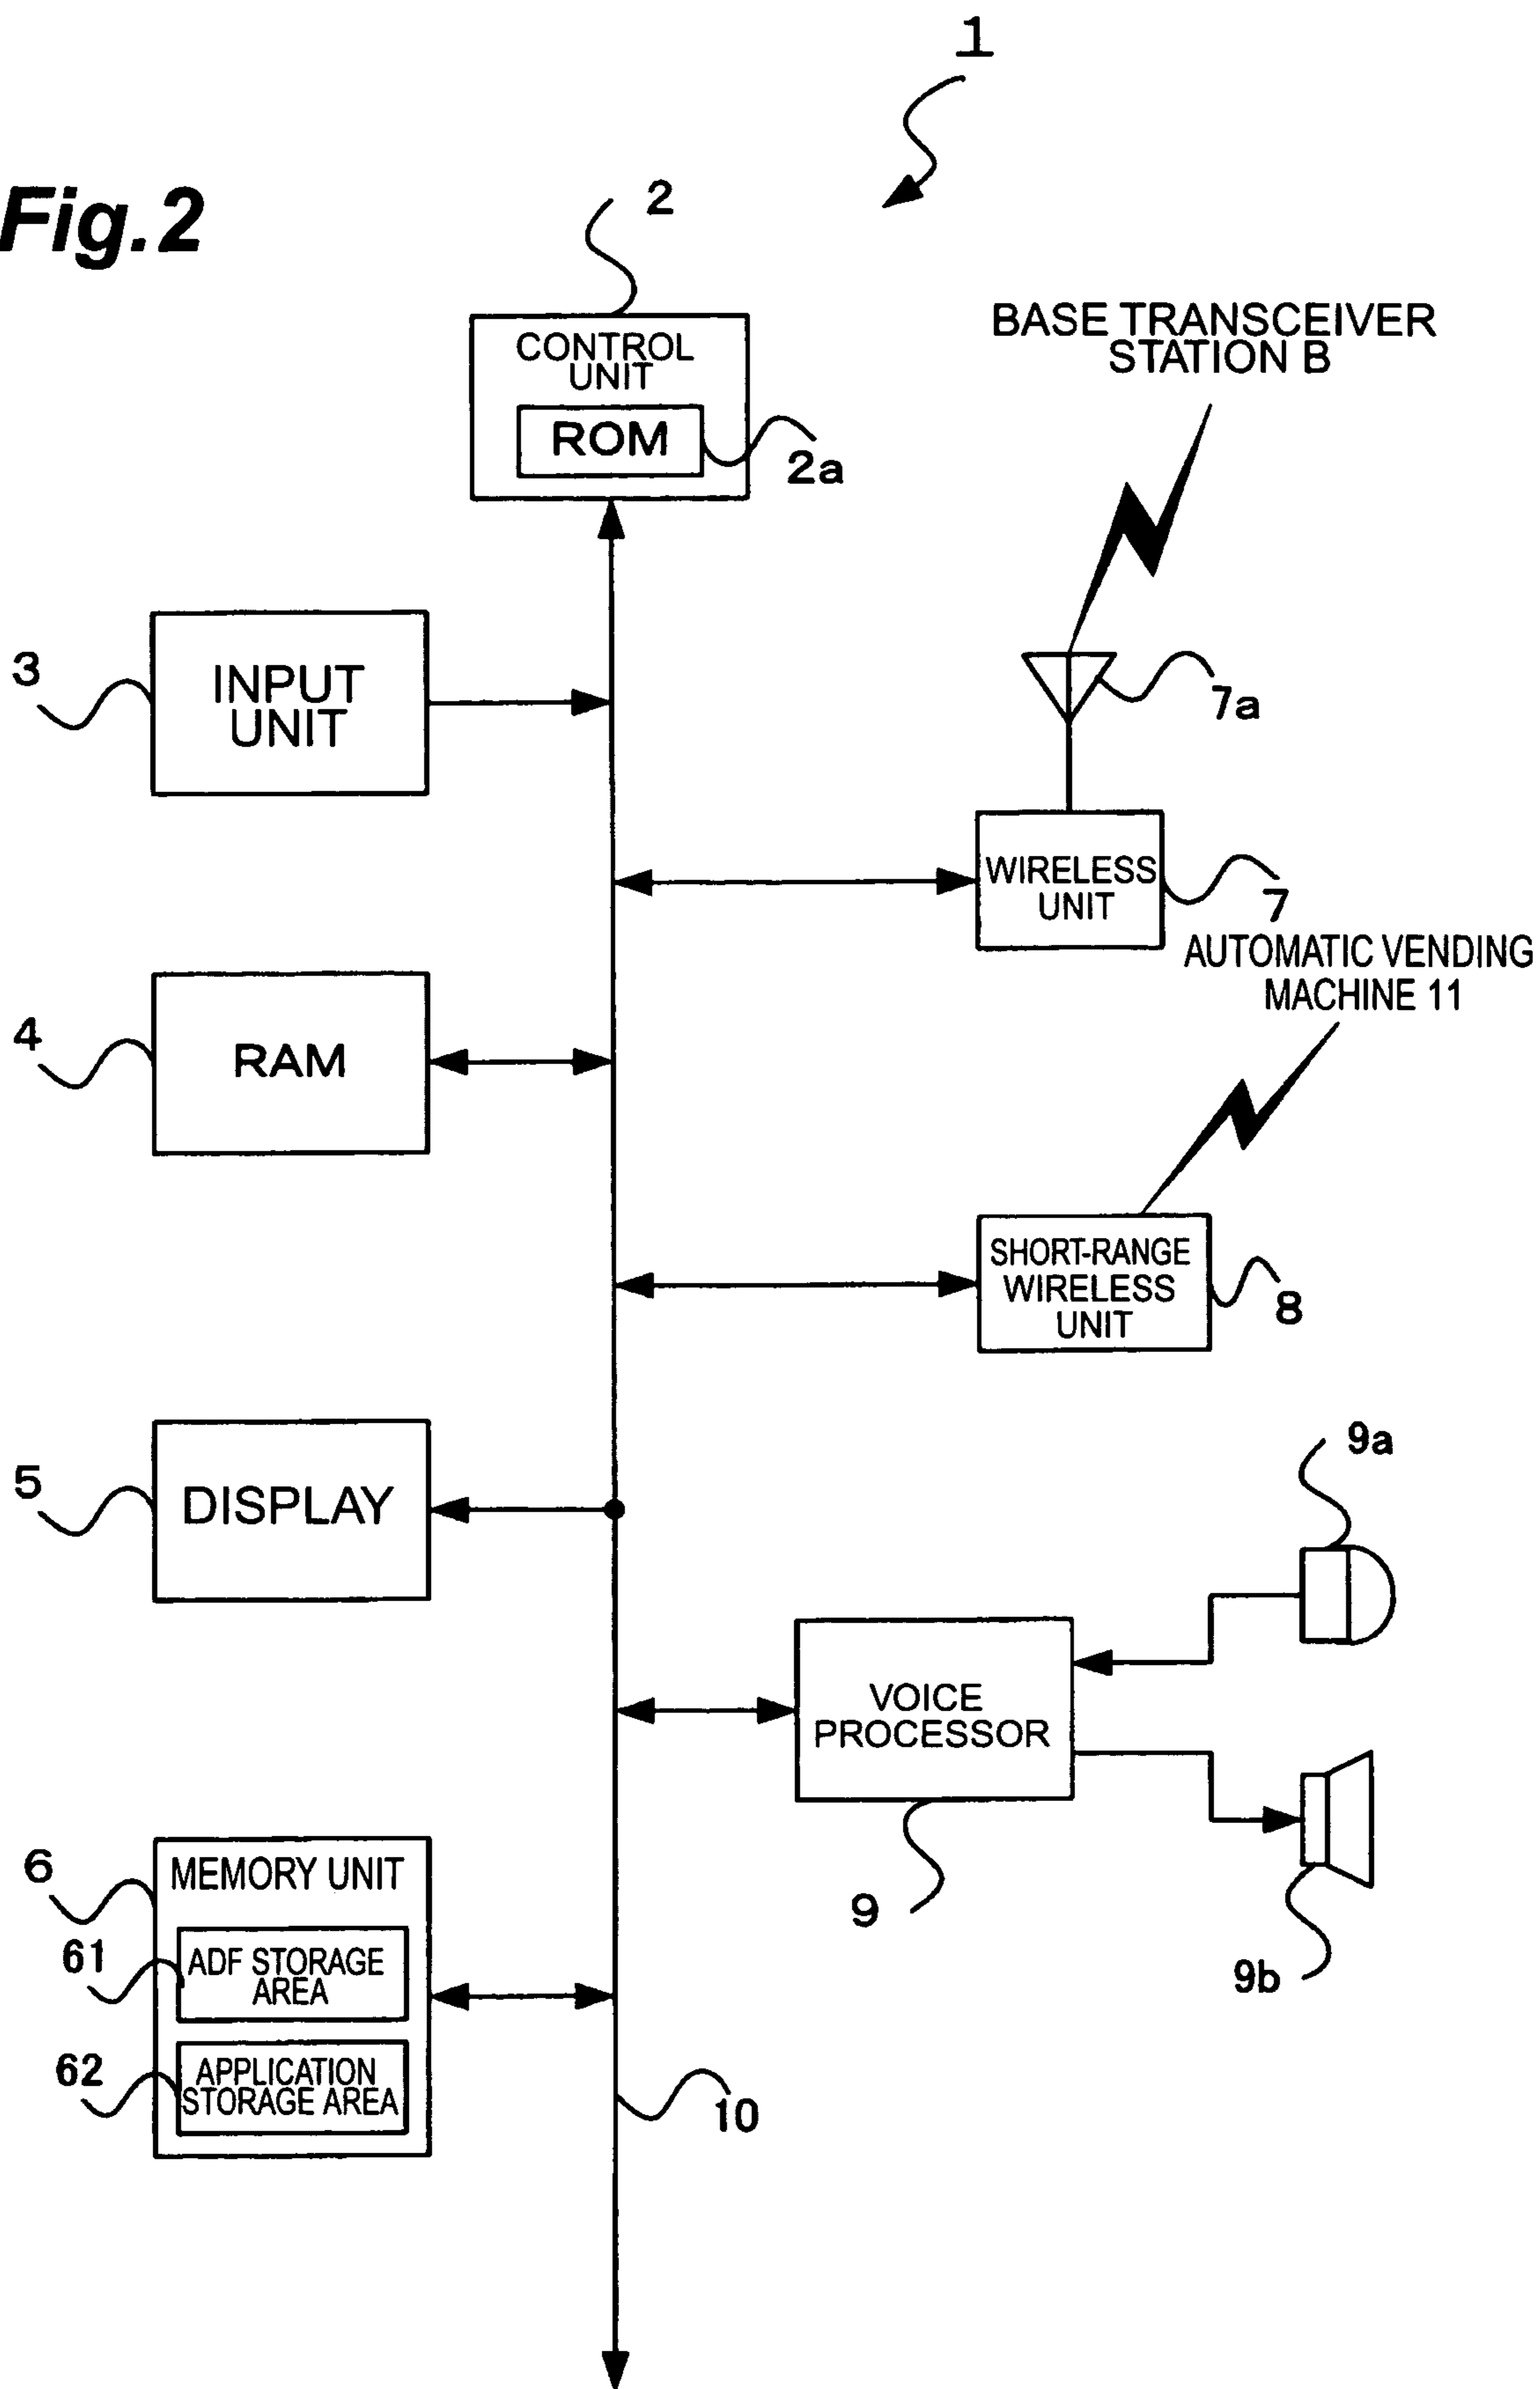 1
Fig.2
2
CONTROL
UNIT
ROM
2a
BASE TRANSCEIVER
STATION B
3
INPUT
UNIT
7a
WIRELESS
UNIT
7
AUTOMATIC VENDING
MACHINE 11
4
RAM
SHORT-RANGE
WIRELESS
UNIT
8
5
DISPLAY
9a
VOICE
PROCESSOR
9
9b
6
MEMORY UNIT
61
ADF STORAGE
AREA
62
APPLICATION
STORAGE AREA
10